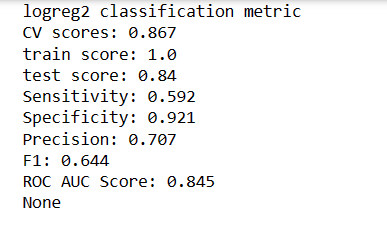 logreg2 classification metric
CV scores: 0.867
train score: 1.0
test score: 0.84
Sensitivity: 0.592
Specificity: 0.921
Precision: 0.707
F1: 0.644
ROC AUC Score: 0.845
None